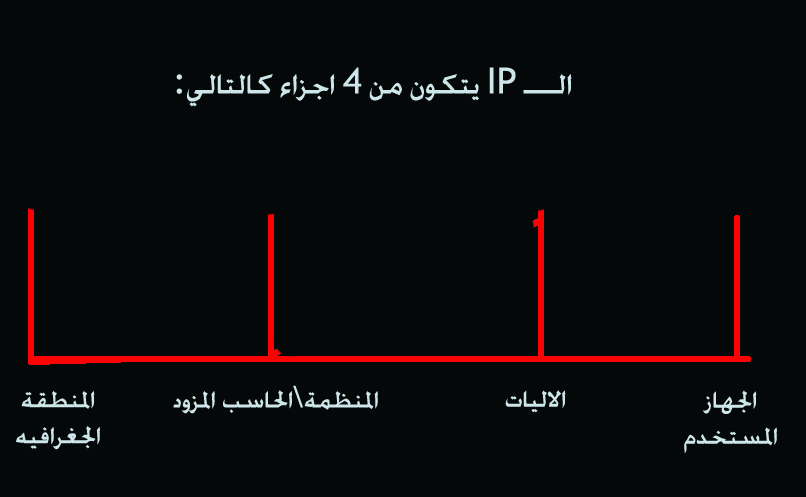 الـــ IP يتكون من 4 اجزاء كالتالي:
الجهاز
المستخدم
الاليات
المنظمة\الحاسب المزود
المنطقة
الجغرافيه